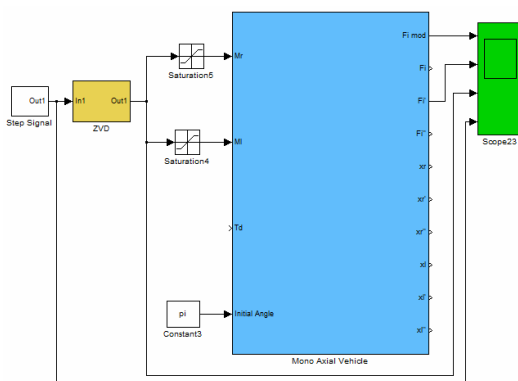 Out1
Step Signal
In1 Out1
ZVD
Saturation5
Saturation4
pi
Constant3
Mr
Ml
Td
Initial Angle
Fi mod
Fi
Fi'
Fi''
xr
xr'
xr''
xl
xl'
xl''
Mono Axial Vehicle
Scope23